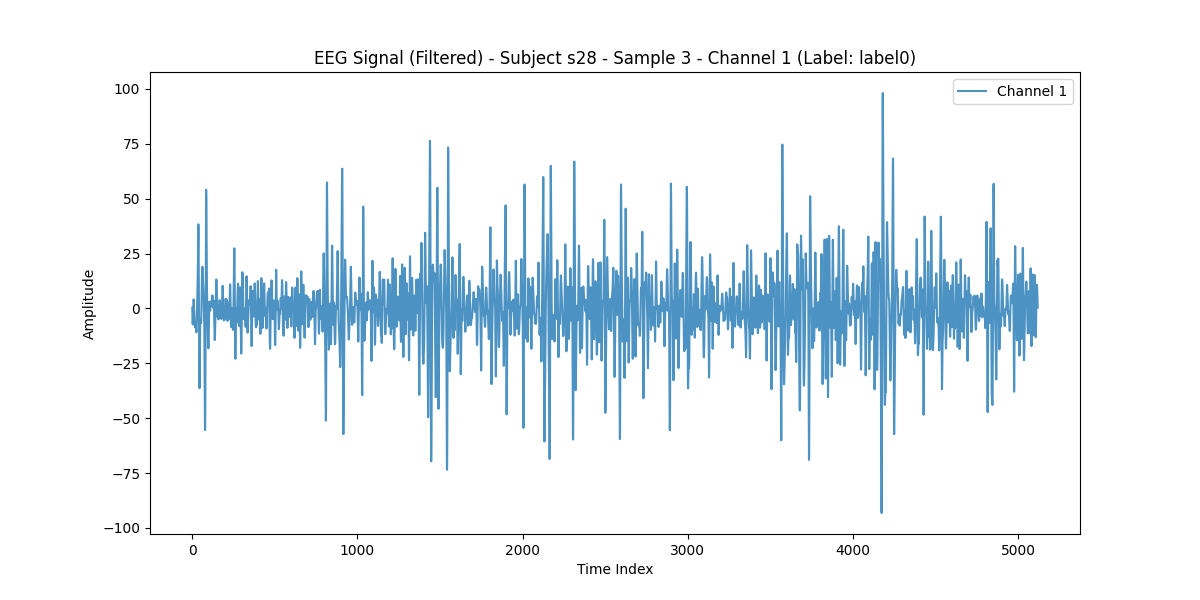 EEG Signal (Filtered) - Subject s28 - Sample 3 - Channel 1 (Label: label0)
Channel 1
100
75
50
25
0
−25
−50
−75
−100
Amplitude
0 1000 2000 3000 4000 5000
Time Index